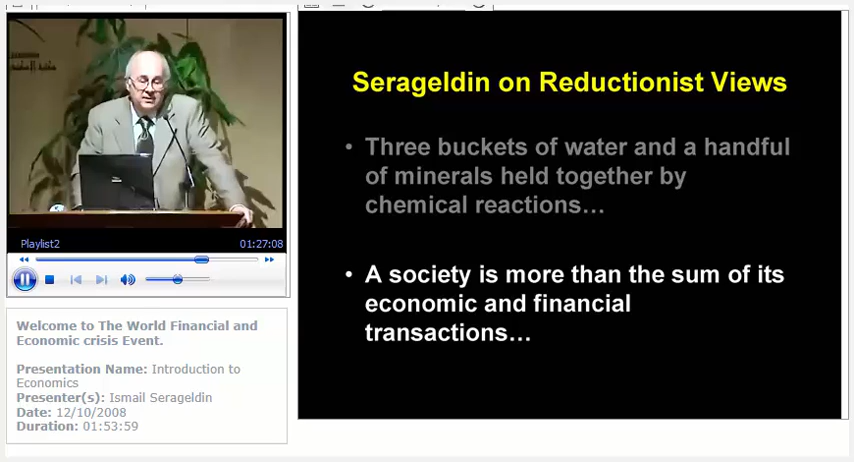 Serageldin on Reductionist Views
• Three buckets of water and a handful
of minerals held together by
chemical reactions…
• A society is more than the sum of its
economic and financial
transactions…
Playlist2
01:27:08
Welcome to The World Financial and
Economic crisis Event.
Presentation Name: Introduction to
Economics
Presenter(s): Ismail Serageldin
Date: 12/10/2008
Duration: 01:53:59